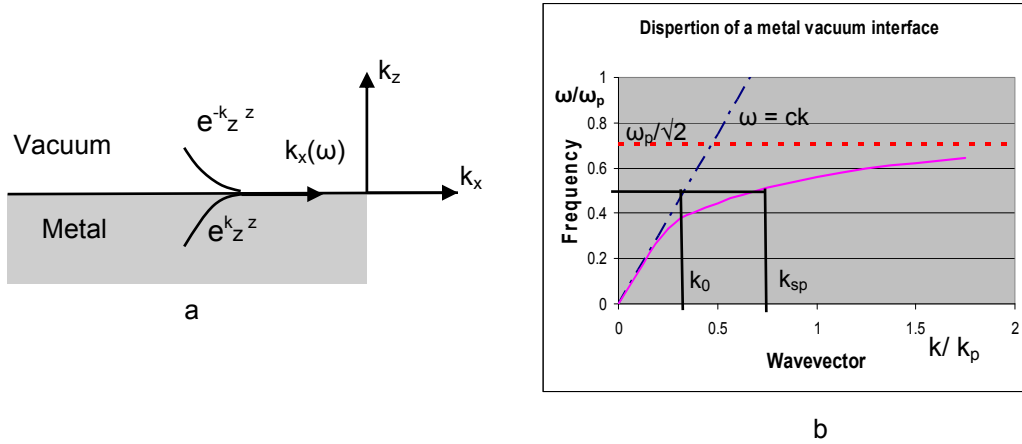 k_z
e^{-k_z z}
Vacuum
k_x(ω)
k_x
Metal
e^{k_z z}
a
Dispertion of a metal vacuum interface
ω/ω_p
Frequency
1
0.8
0.6
0.4
0.2
0
ω = ck
ω_p/√2
k_0
k_sp
0
0.5
1
1.5
2
Wavevector
k/ k_p
b